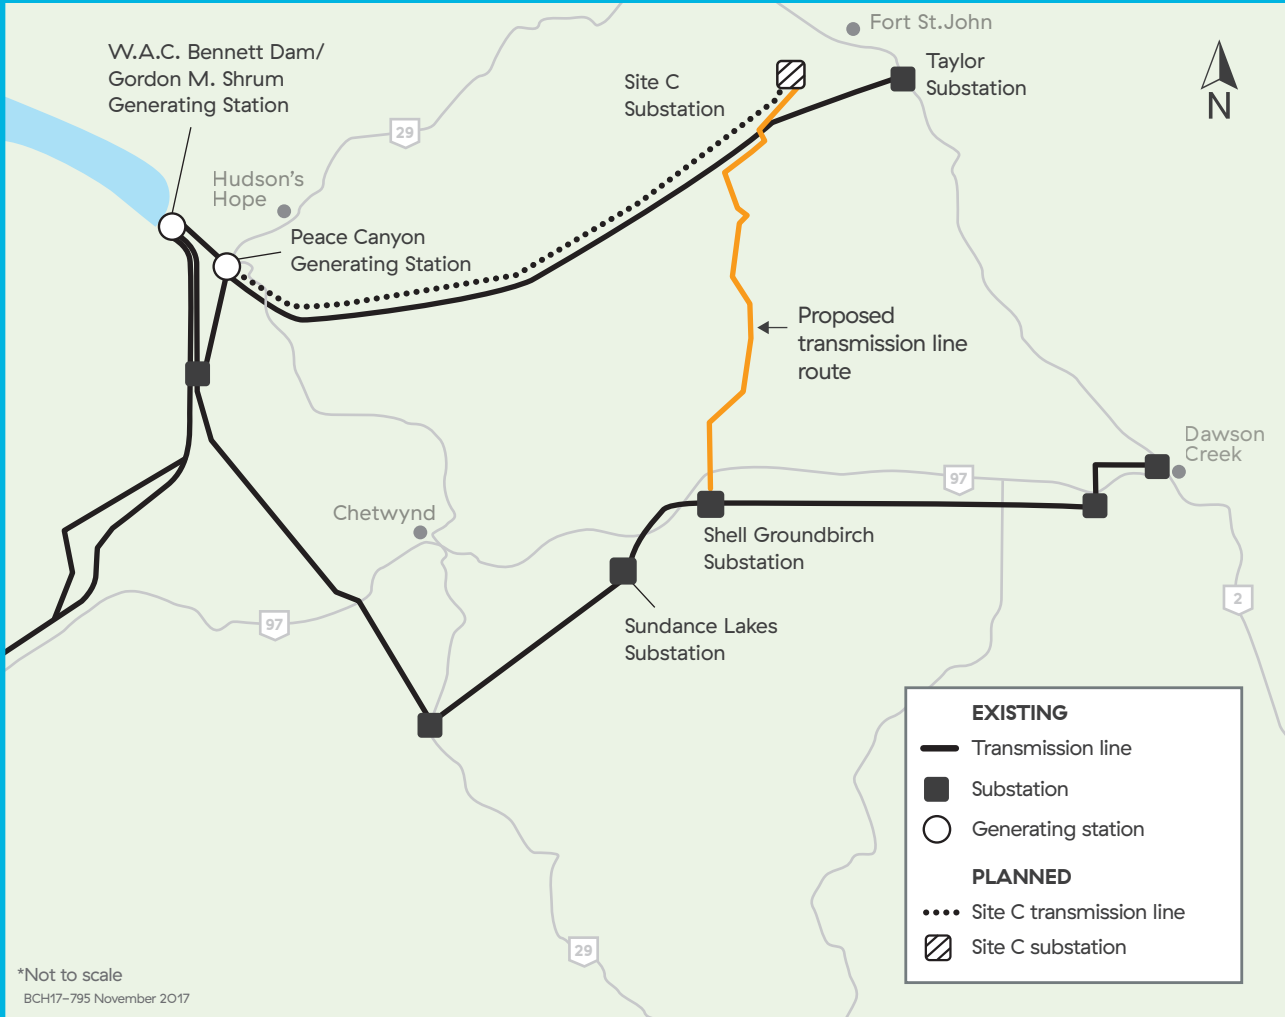 Fort St.John
W.A.C. Bennett Dam/
Gordon M. Shrum
Generating Station
Site C
Substation
Taylor
Substation
N
29
Hudson's
Hope
Peace Canyon
Generating Station
Proposed
transmission line
route
Dawson
Creek
97
Chetwynd
Shell Groundbirch
Substation
97
2
Sundance Lakes
Substation
EXISTING
Transmission line
Substation
Generating station
PLANNED
Site C transmission line
Site C substation
29
*Not to scale
BCH17-795 November 2017